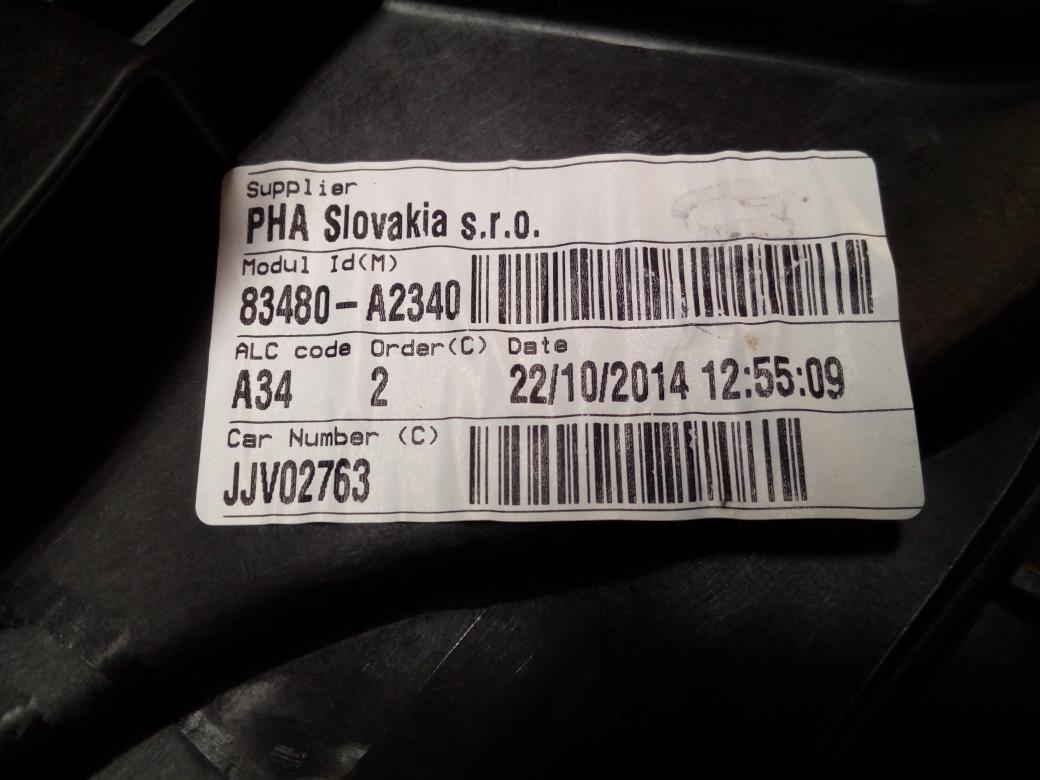 Supplier
PHA Slovakia s.r.o.
Modul Id(M)
83480-A2340
ALC code Order(C) Date
A34 2 22/10/2014 12:55:09
Car Number (C)
JJV02763